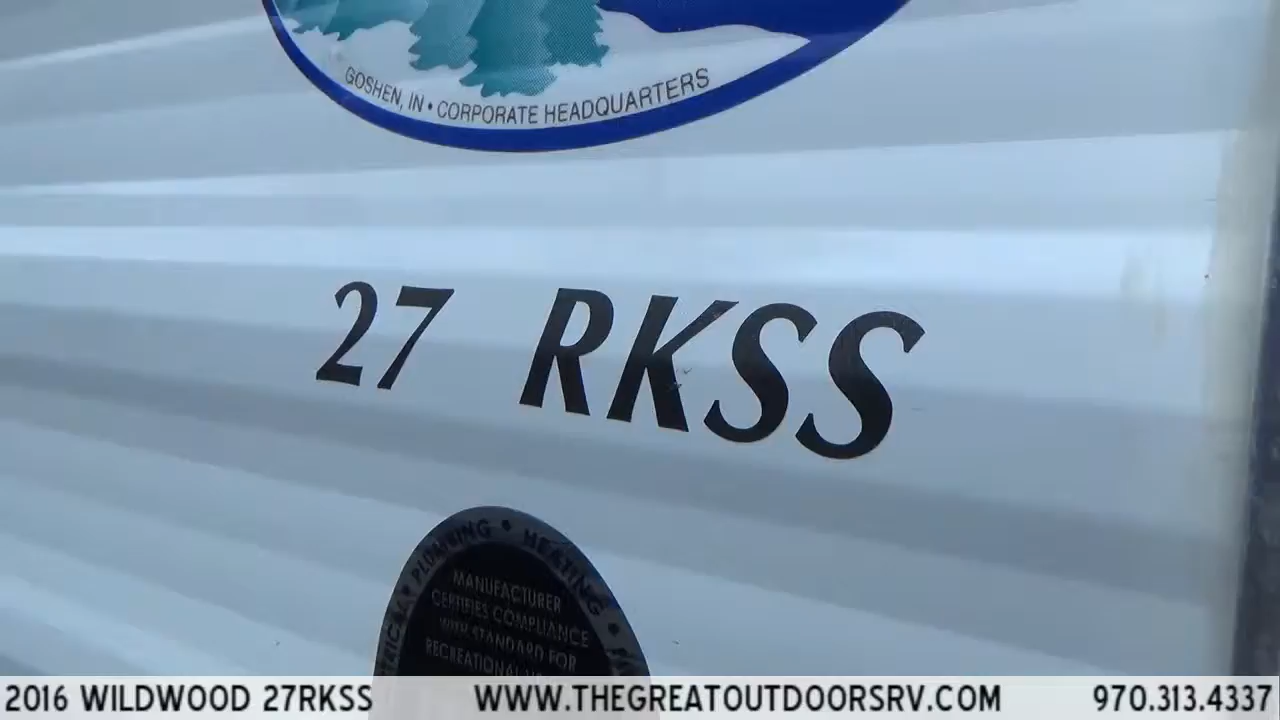 GOSHEN, IN • CORPORATE HEADQUARTERS
27 RKSS
PLUMBING • HEATING •
MANUFACTURER
CERTIFIES COMPLIANCE
WITH STANDARD FOR
RECREATIONAL
2016 WILDWOOD 27RKSS WWW.THEGREATOUTDOORSRV.COM 970.313.4337